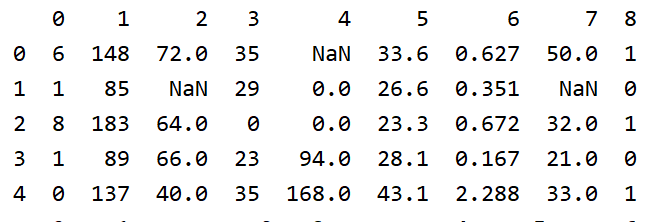 0 1 2 3 4 5 6 7 8
0 6 148 72.0 35 NaN 33.6 0.627 50.0 1
1 1 85 NaN 29 0.0 26.6 0.351 NaN 0
2 8 183 64.0 0 0.0 23.3 0.672 32.0 1
3 1 89 66.0 23 94.0 28.1 0.167 21.0 0
4 0 137 40.0 35 168.0 43.1 2.288 33.0 1